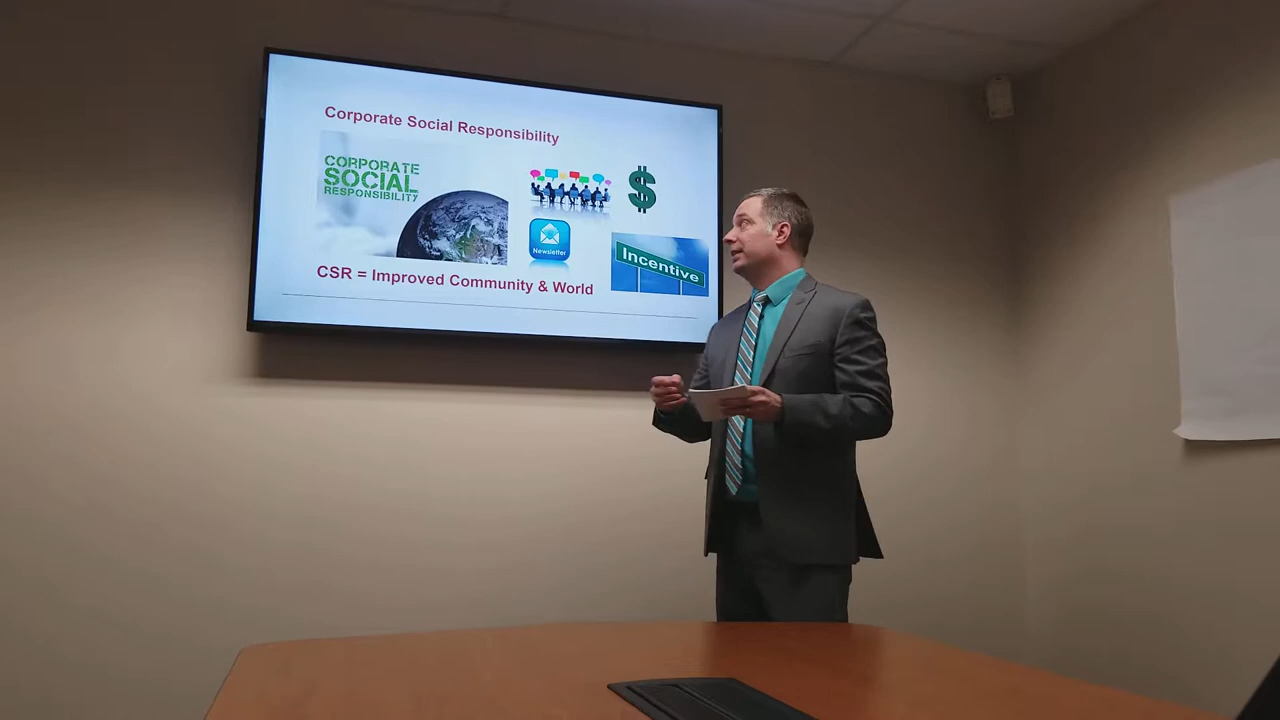 Corporate Social Responsibility
CORPORATE
SOCIAL
RESPONSIBILITY
Newsletter
Incentive
CSR = Improved Community & World